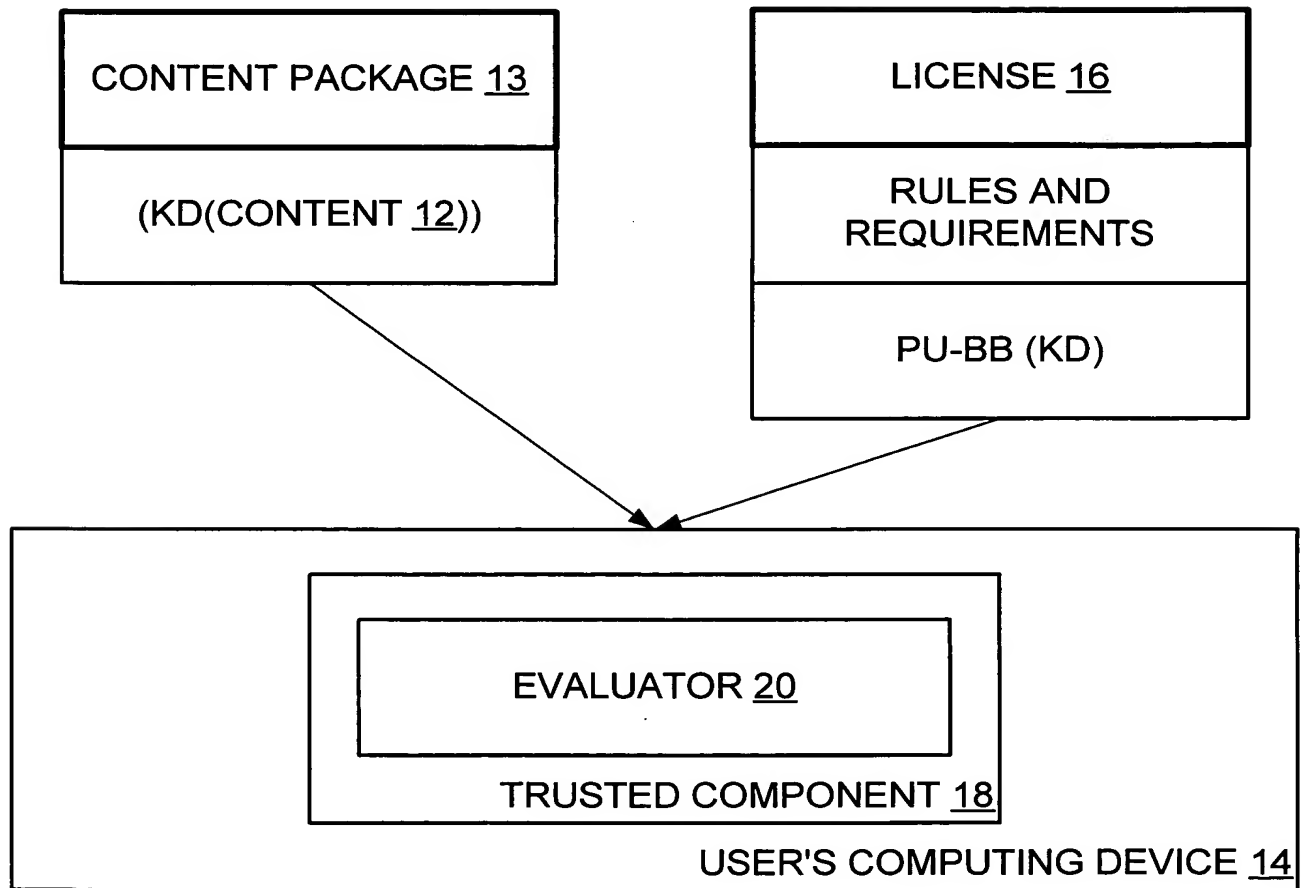 CONTENT PACKAGE 13
(KD(CONTENT 12))
LICENSE 16
RULES AND
REQUIREMENTS
PU-BB (KD)
EVALUATOR 20
TRUSTED COMPONENT 18
USER'S COMPUTING DEVICE 14